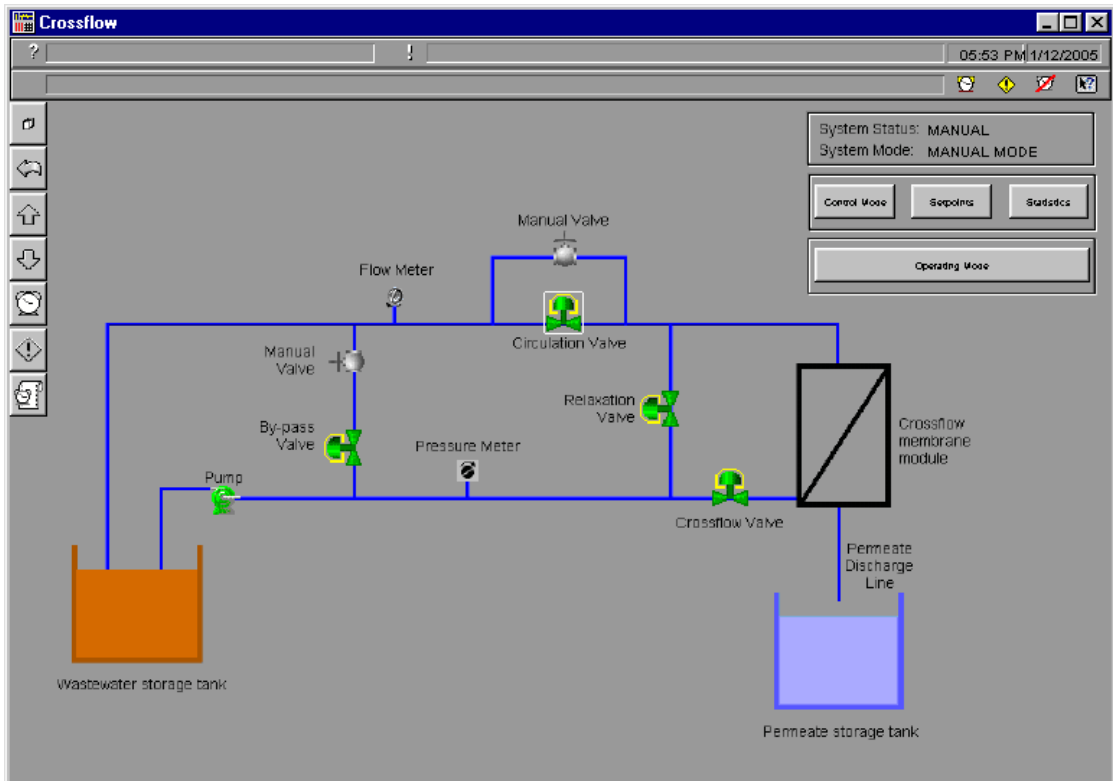 Crossflow
?
!
05:53 PM 1/12/2005
System Status: MANUAL
System Mode: MANUAL MODE
Control Mode
Setpoints
Statistics
Operating Mode
Manual Valve
Flow Meter
Circulation Valve
Manual
Valve
Relaxation
Valve
By-pass
Valve
Pressure Meter
Crossflow
membrane
module
Pump
Crossflow Valve
Permeate
Discharge
Line
Wastewater storage tank
Permeate storage tank